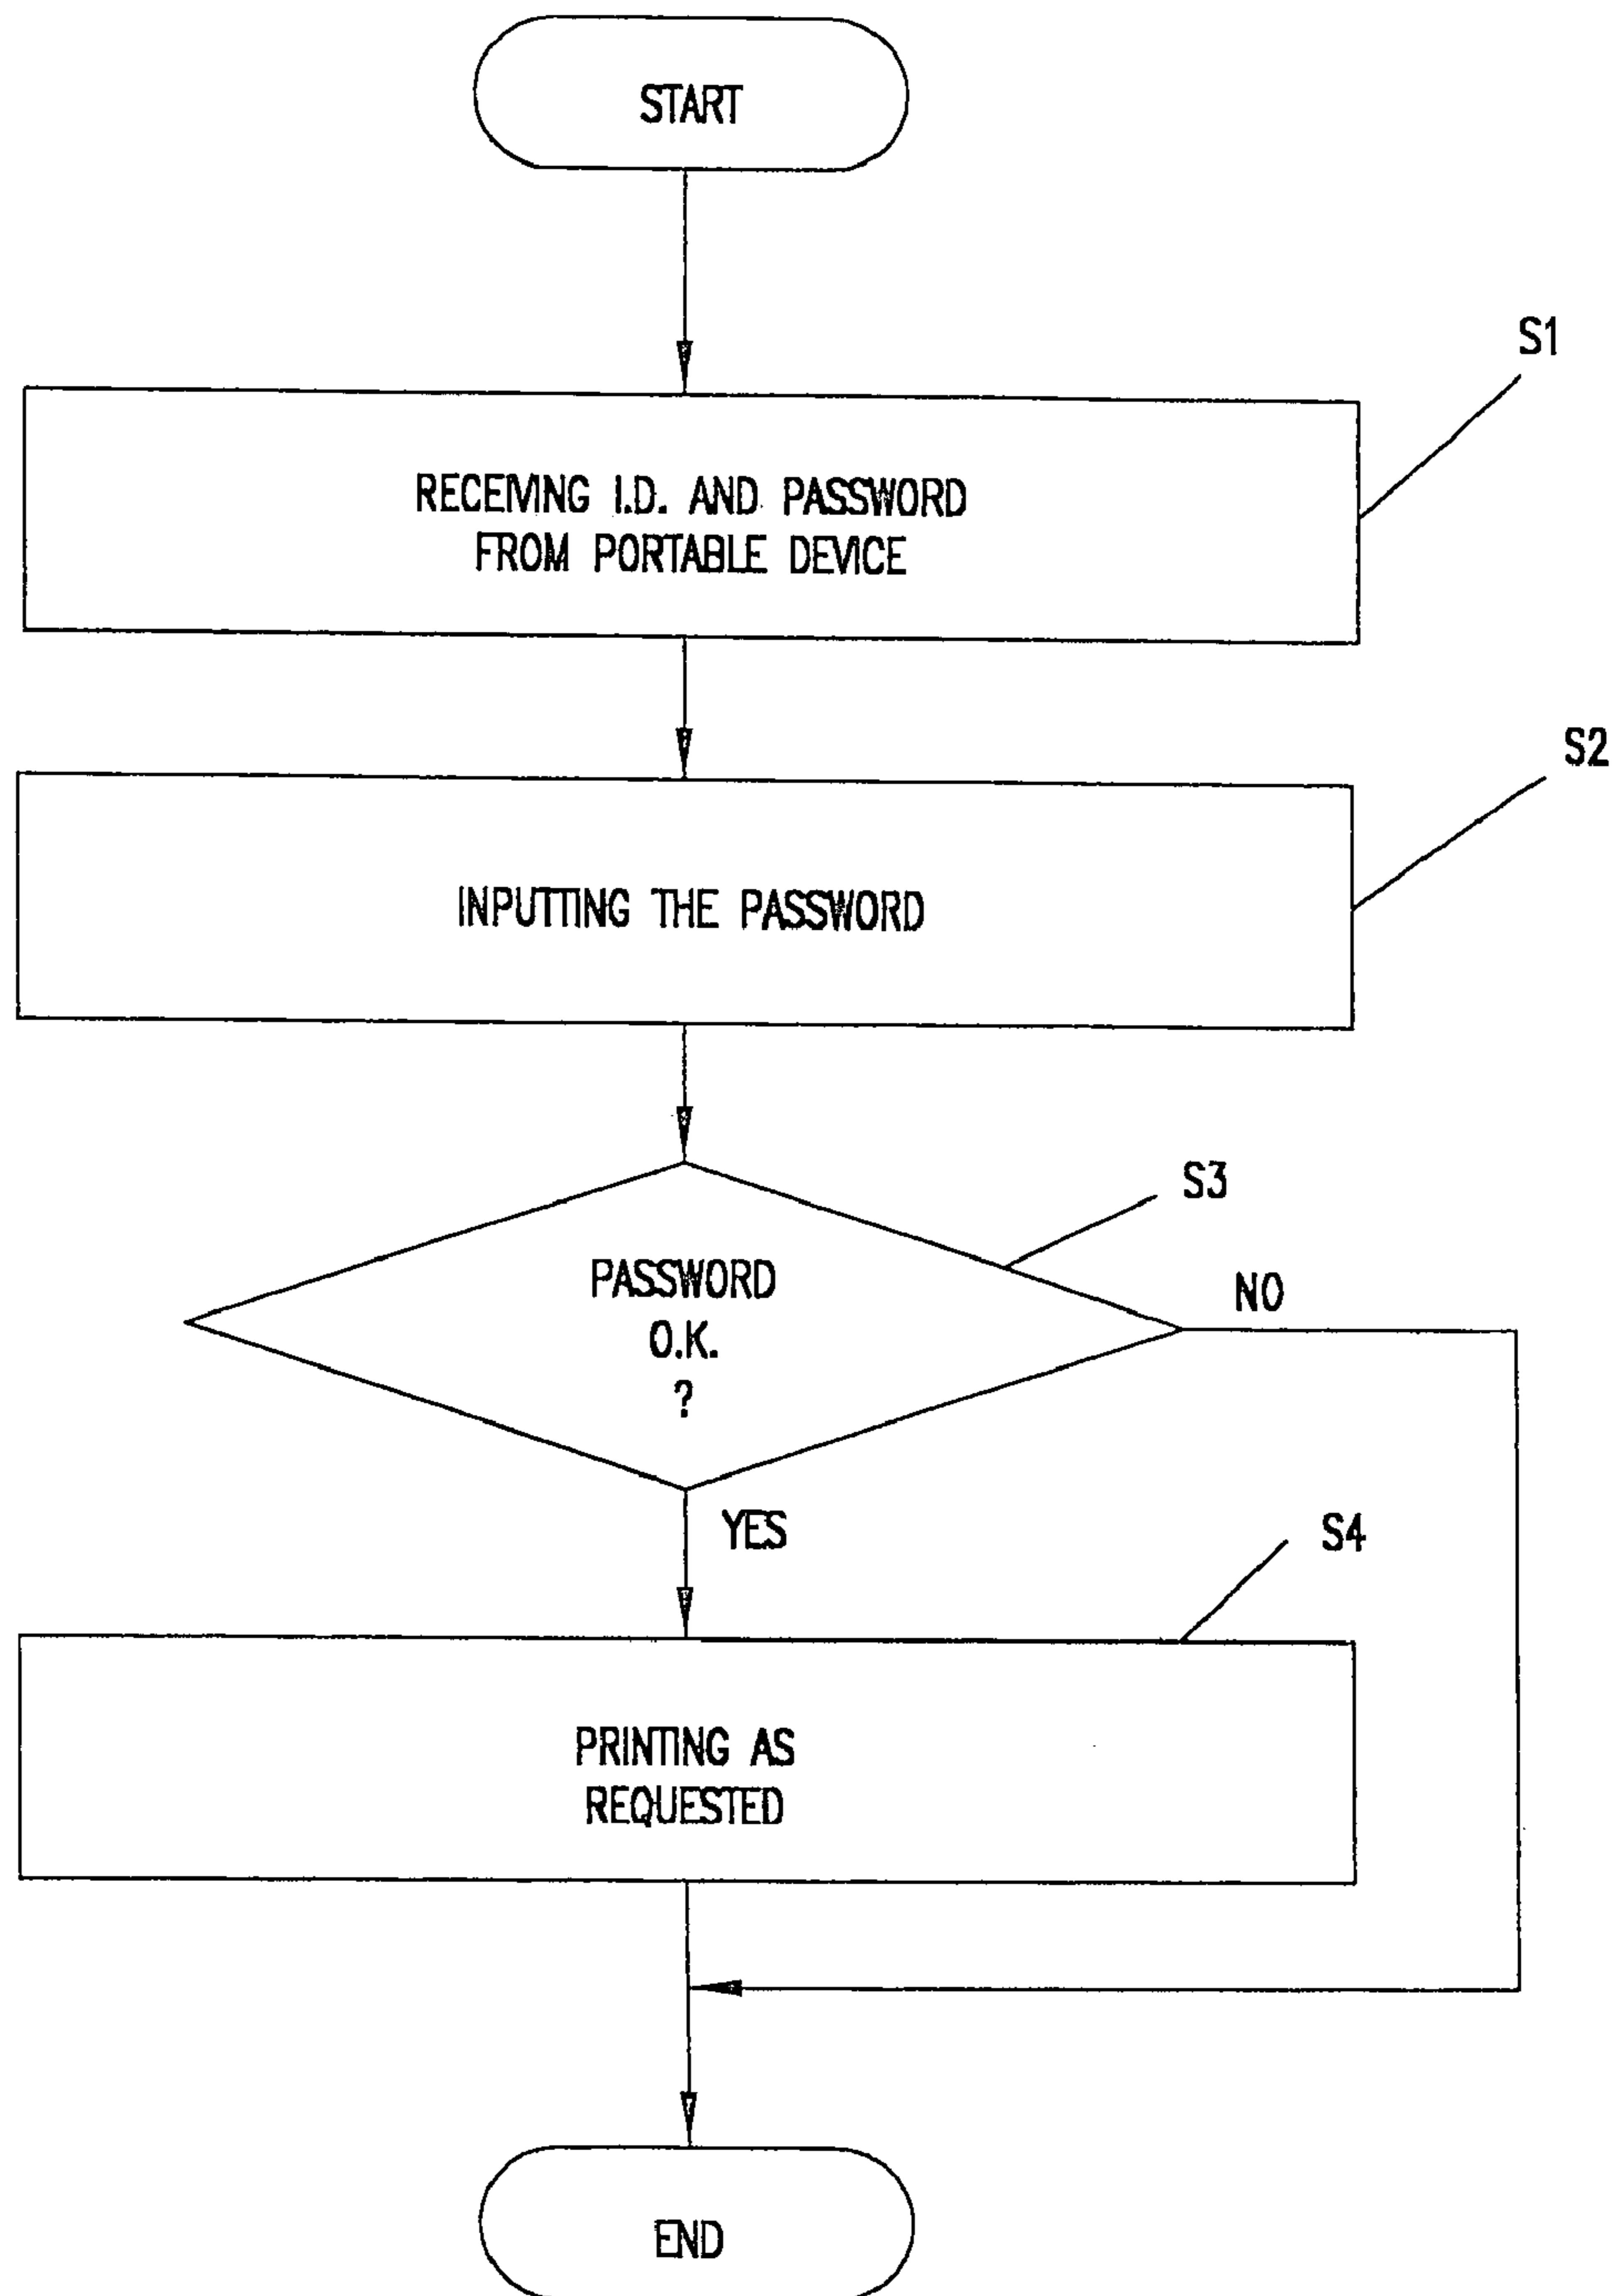 START
S1
RECEIVING I.D. AND PASSWORD
FROM PORTABLE DEVICE
S2
INPUTTING THE PASSWORD
S3
PASSWORD
O.K.
?
NO
YES
S4
PRINTING AS
REQUESTED
END